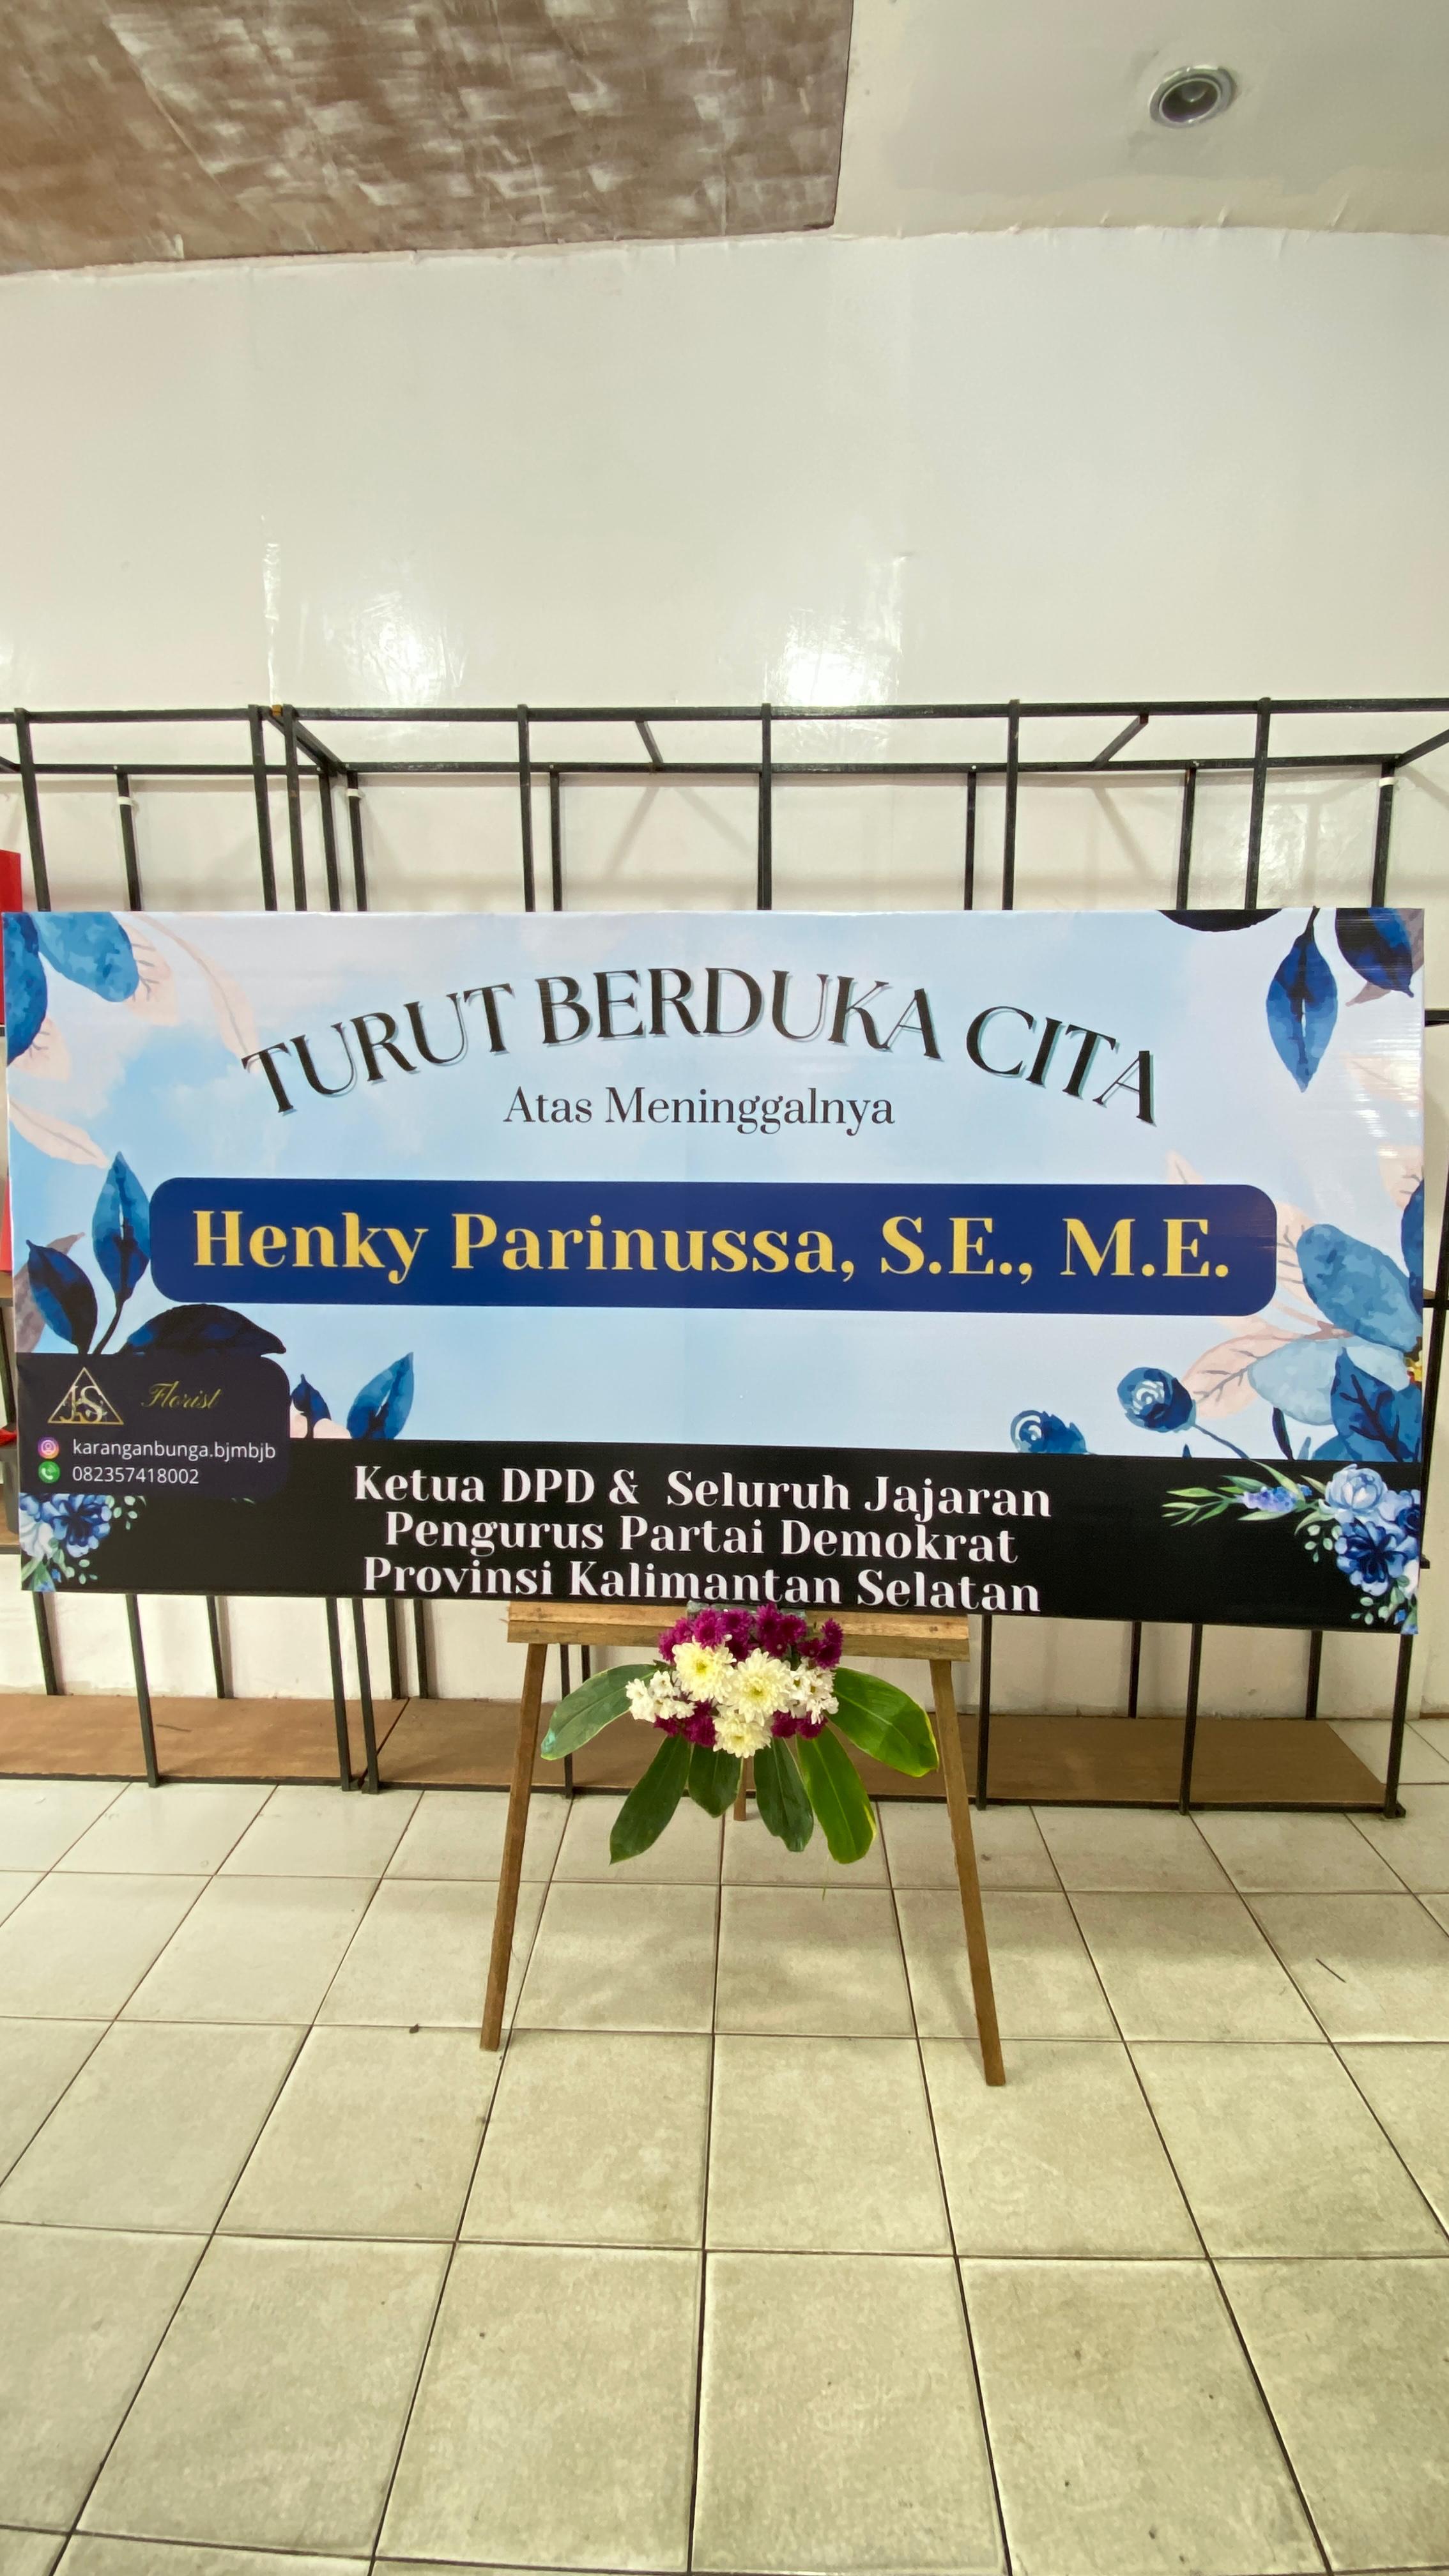 TURUT BERDUKA CITA
Atas Meninggalnya
Henky Parinussa, S.E., M.E.
JS Florist
karanganbunga.bjmbjb
082357418002
Ketua DPD & Seluruh Jajaran
Pengurus Partai Demokrat
Provinsi Kalimantan Selatan